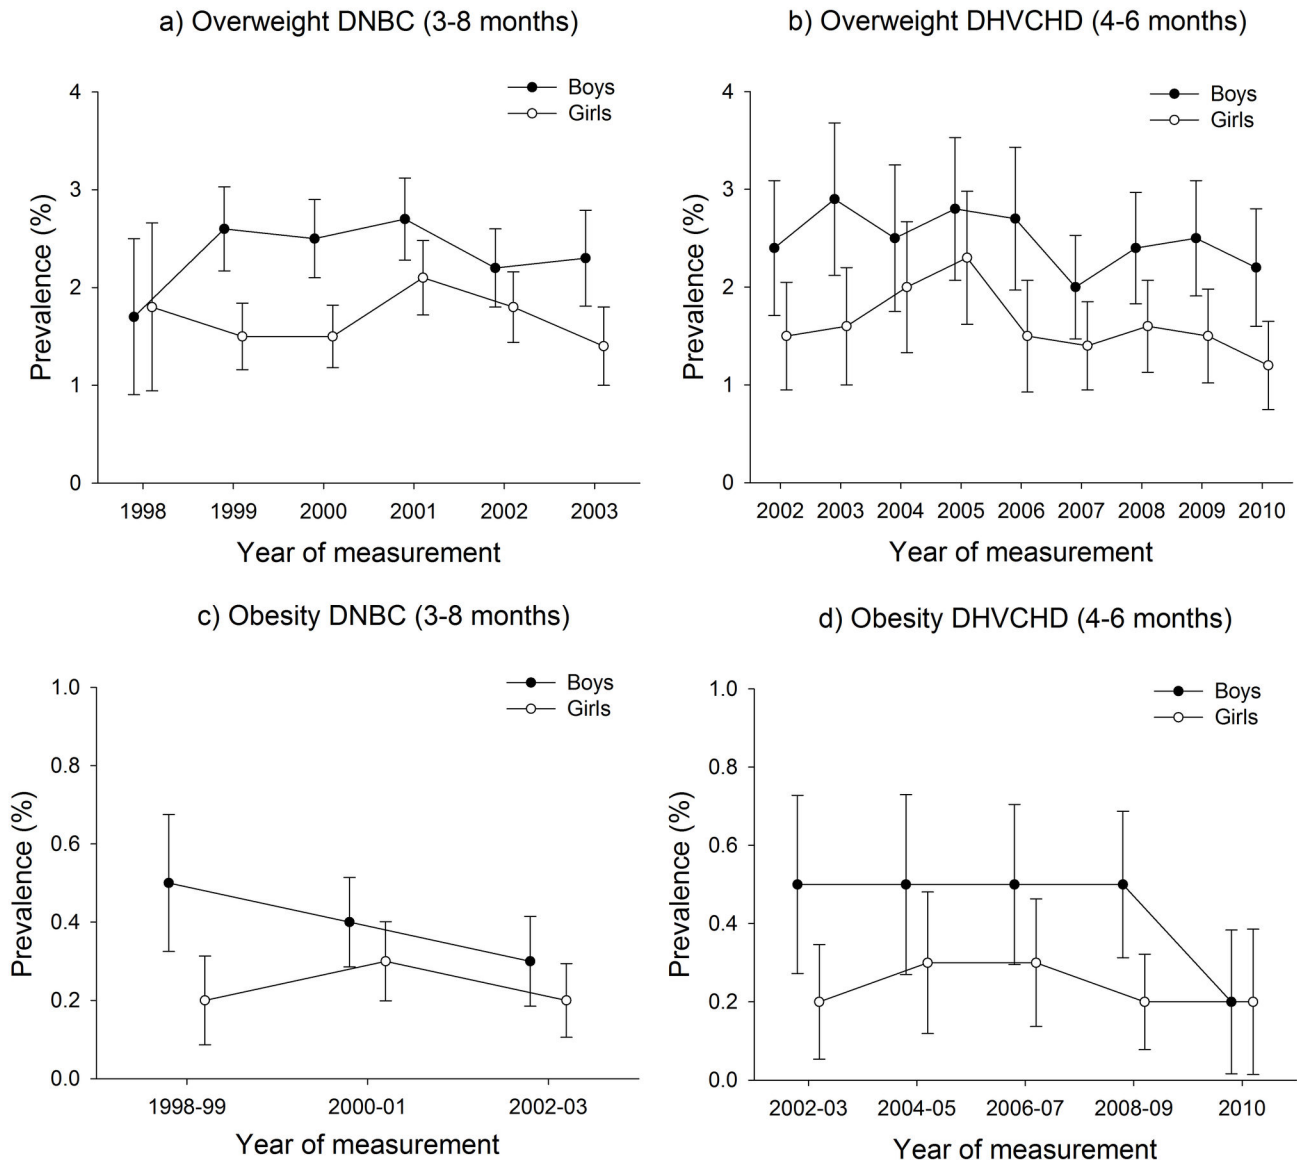 a) Overweight DNBC (3-8 months)
Boys
Girls
4
3
2
1
0
Prevalence (%)
1998 1999 2000 2001 2002 2003
Year of measurement
b) Overweight DHVCHD (4-6 months)
Boys
Girls
4
3
2
1
0
Prevalence (%)
2002 2003 2004 2005 2006 2007 2008 2009 2010
Year of measurement
c) Obesity DNBC (3-8 months)
Boys
Girls
1.0
0.8
0.6
0.4
0.2
0.0
Prevalence (%)
1998-99 2000-01 2002-03
Year of measurement
d) Obesity DHVCHD (4-6 months)
Boys
Girls
1.0
0.8
0.6
0.4
0.2
0.0
Prevalence (%)
2002-03 2004-05 2006-07 2008-09 2010
Year of measurement